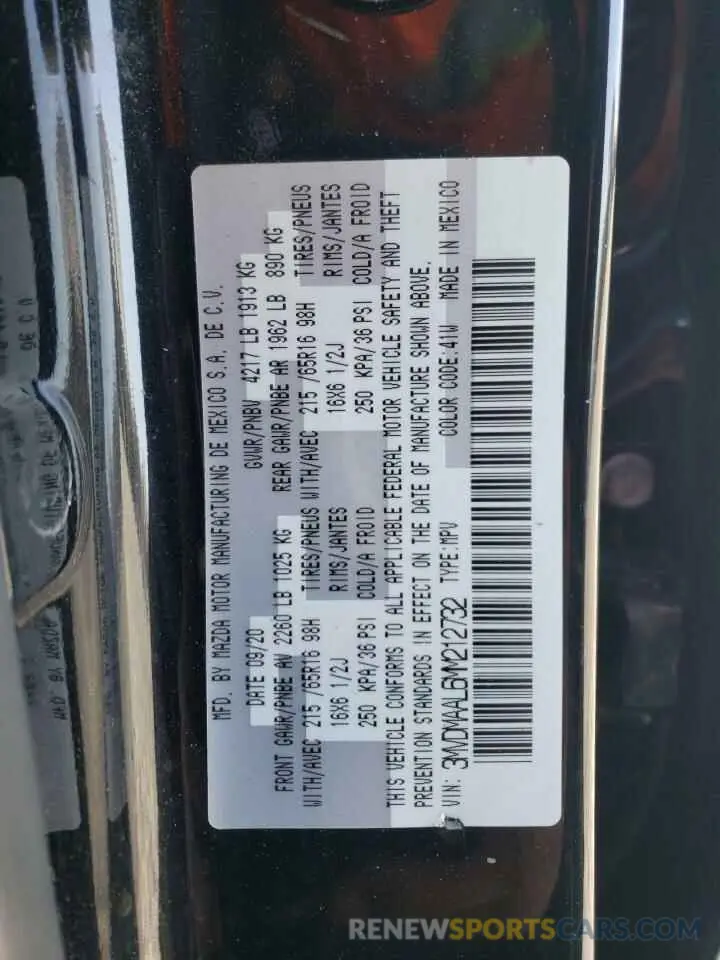 MFD. BY MAZDA MOTOR MANUFACTURING DE MEXICO S.A. DE C.V.
DATE 09/20 GVWR/PNBV 4217 LB 1913 KG
FRONT GAWR/PNBE AV 2260 LB 1025 KG REAR GAWR/PNBE AR 1962 LB 890 KG
WITH/AVEC 215 /65R16 98H TIRES/PNEUS WITH/AVEC 215 /65R16 98H TIRES/PNEUS
16X6 1/2J RIMS/JANTES 16X6 1/2J RIMS/JANTES
250 KPA/36 PSI COLD/A FROID 250 KPA/36 PSI COLD/A FROID
THIS VEHICLE CONFORMS TO ALL APPLICABLE FEDERAL MOTOR VEHICLE SAFETY AND THEFT
PREVENTION STANDARDS IN EFFECT ON THE DATE OF MANUFACTURE SHOWN ABOVE.
VIN: 3MVDMAAL6MM212732 TYPE:MPV COLOR CODE:41W MADE IN MEXICO
RENEWSPORTSCARS.COM